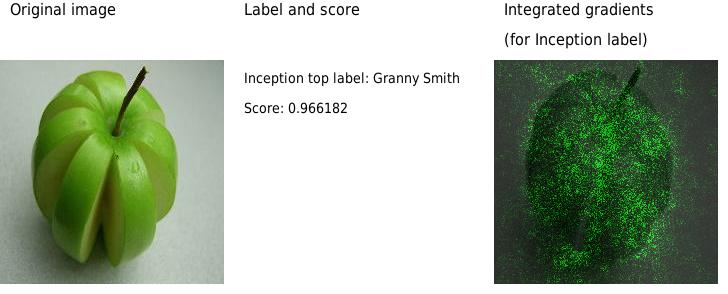 Original image
Label and score
Integrated gradients
(for Inception label)
Inception top label: Granny Smith
Score: 0.966182